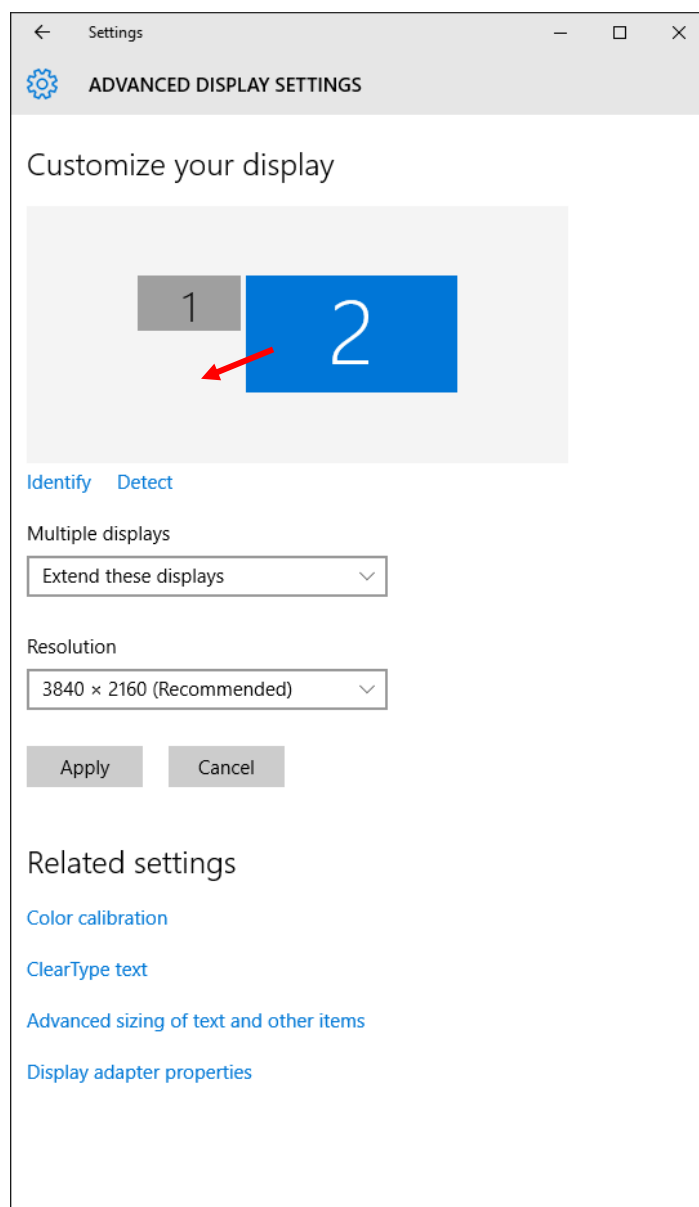 Settings
ADVANCED DISPLAY SETTINGS
Customize your display
1 2
Identify Detect
Multiple displays
Extend these displays
Resolution
3840 × 2160 (Recommended)
Apply Cancel
Related settings
Color calibration
ClearType text
Advanced sizing of text and other items
Display adapter properties